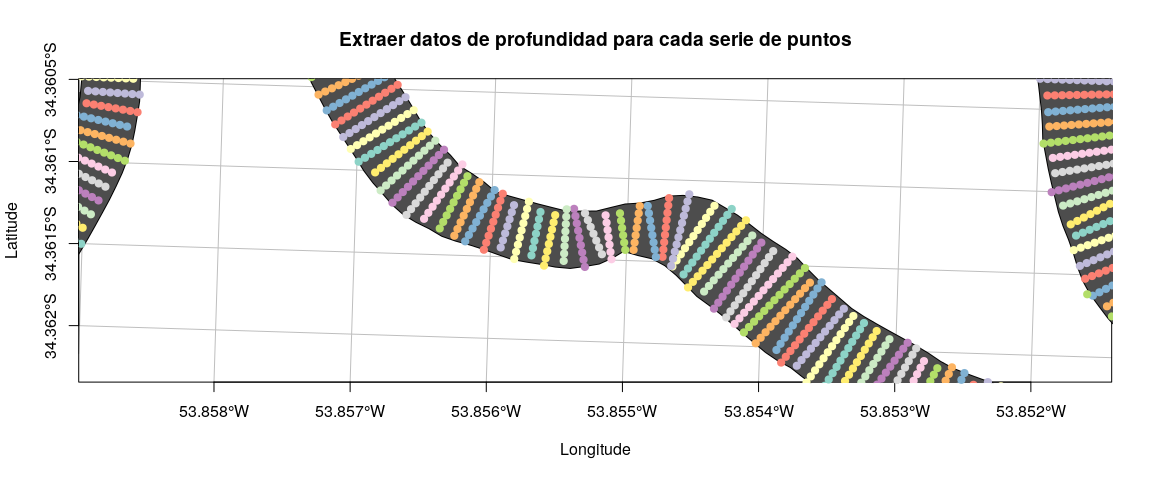 Extraer datos de profundidad para cada serie de puntos
34.3605°S
34.361°S
34.3615°S
34.362°S
Latitude
53.858°W 53.857°W 53.856°W 53.855°W 53.854°W 53.853°W 53.852°W
Longitude